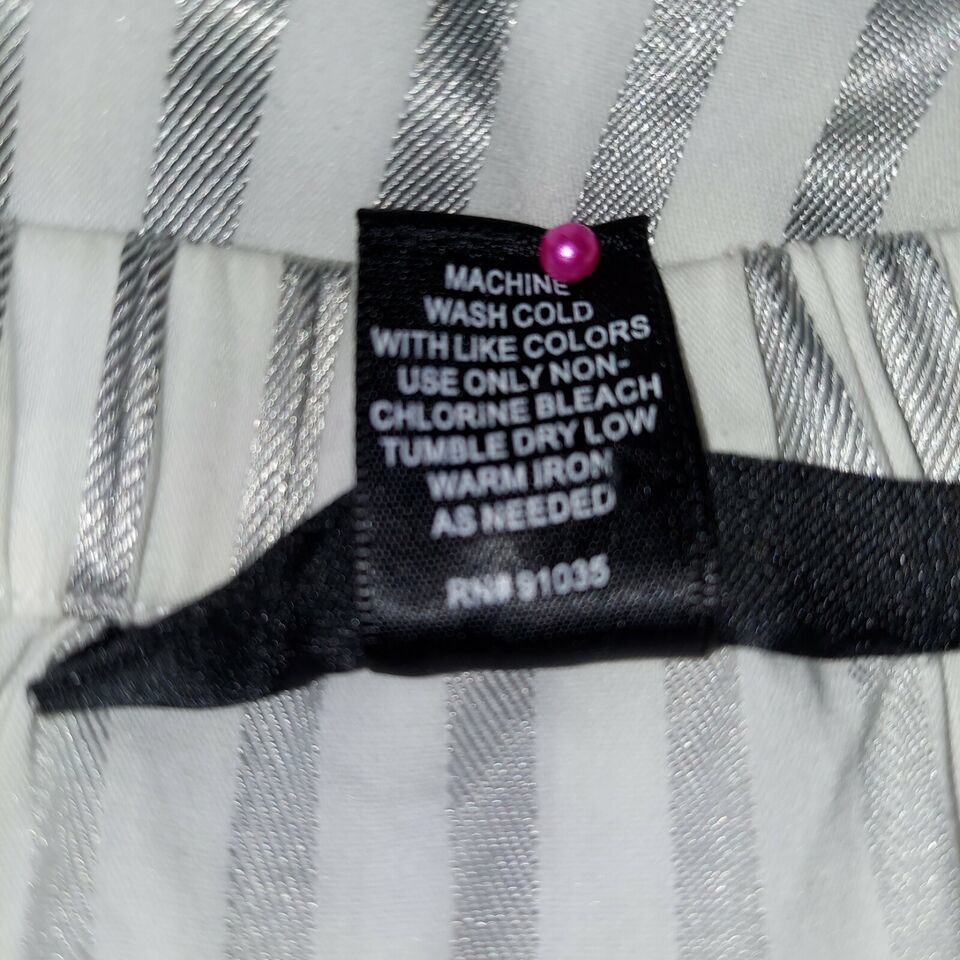 MACHINE
WASH COLD
WITH LIKE COLORS
USE ONLY NON-
CHLORINE BLEACH
TUMBLE DRY LOW
WARM IRON
AS NEEDED
RN# 91035